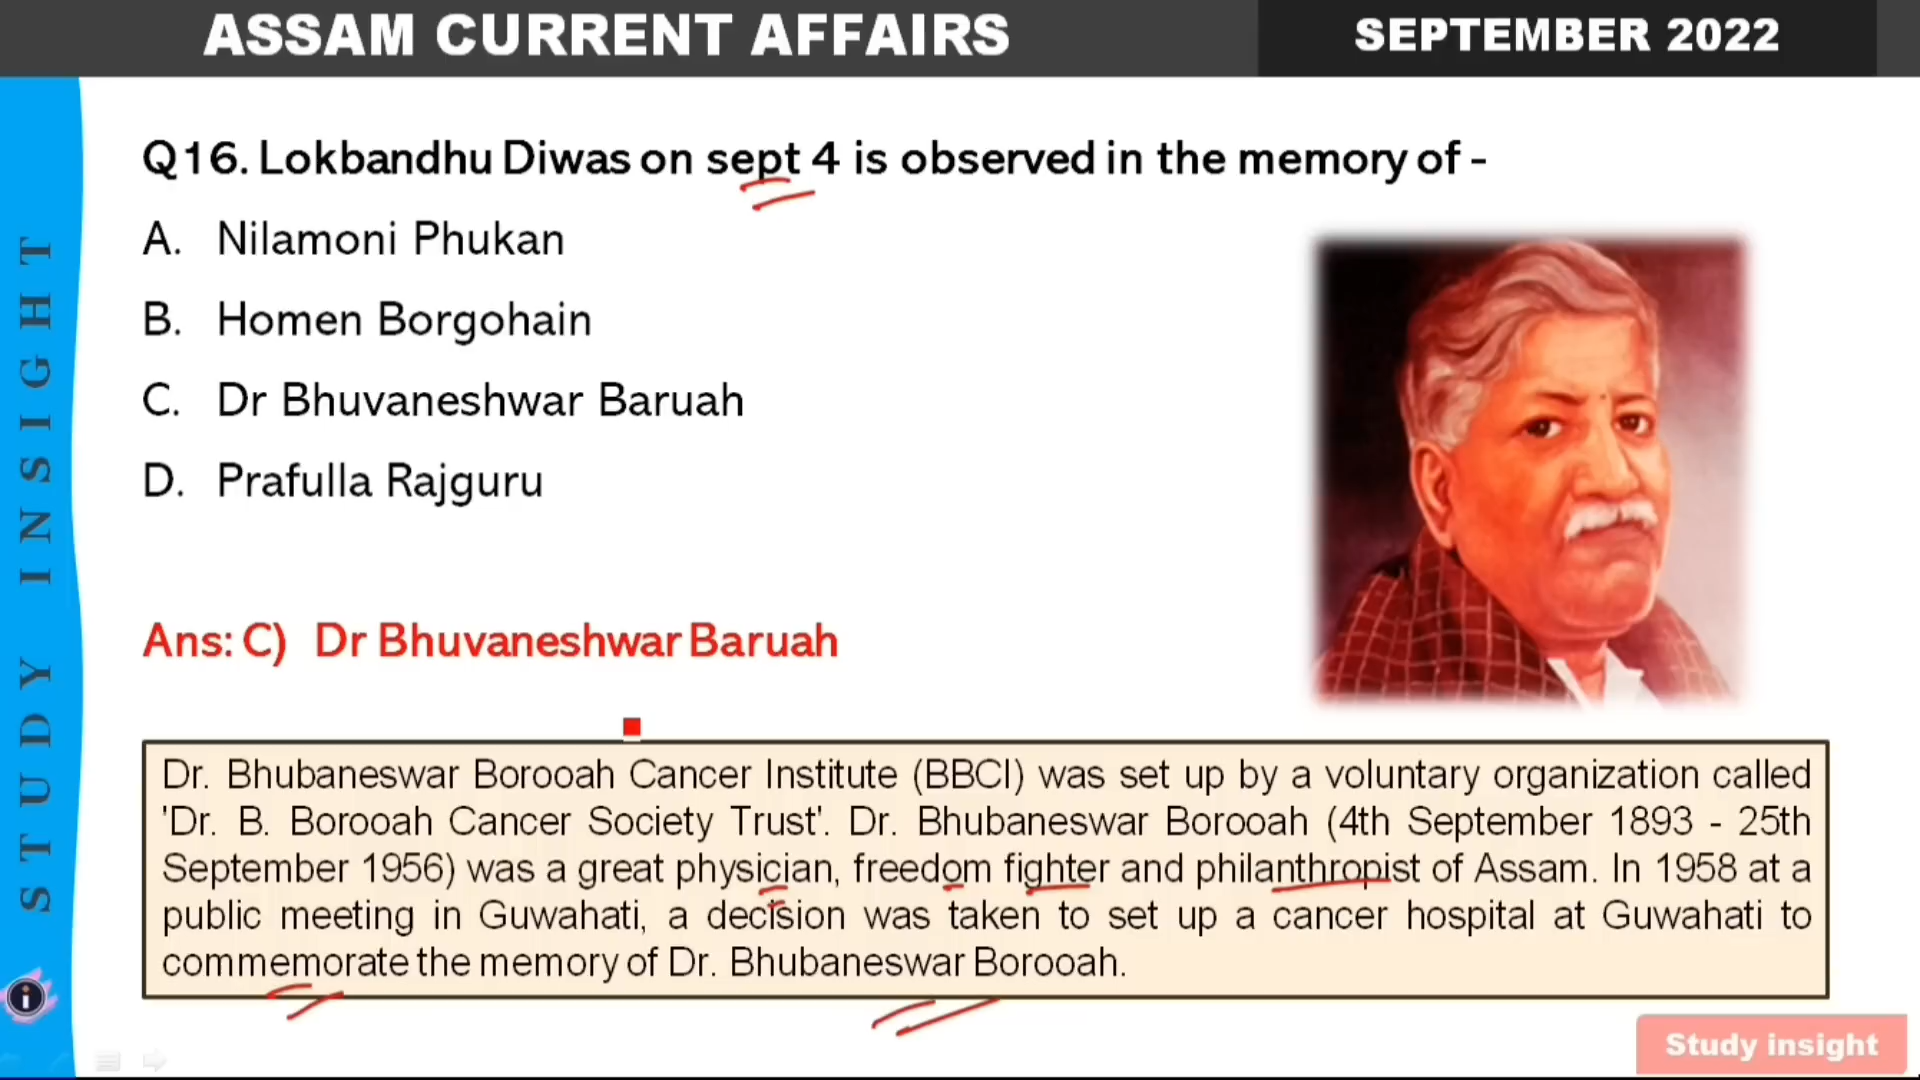 ASSAM CURRENT AFFAIRS
SEPTEMBER 2022
STUDY INSIGHT
Q16. Lokbandhu Diwas on sept 4 is observed in the memory of -
A. Nilamoni Phukan
B. Homen Borgohain
C. Dr Bhuvaneshwar Baruah
D. Prafulla Rajguru
Ans: C) Dr Bhuvaneshwar Baruah
Dr. Bhubaneswar Borooah Cancer Institute (BBCI) was set up by a voluntary organization called
'Dr. B. Borooah Cancer Society Trust'. Dr. Bhubaneswar Borooah (4th September 1893 - 25th
September 1956) was a great physician, freedom fighter and philanthropist of Assam. In 1958 at a
public meeting in Guwahati, a decision was taken to set up a cancer hospital at Guwahati to
commemorate the memory of Dr. Bhubaneswar Borooah.
i
Study insight